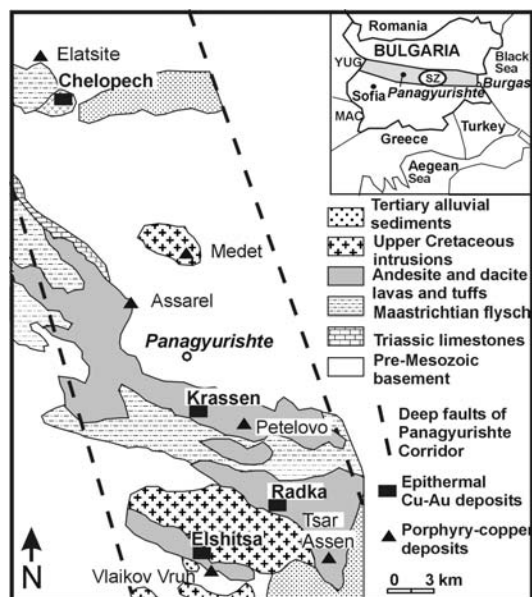 Elatsite
Chelopech
Medet
Assarel
Panagyurishte
Krassen
Petelovo
Radka
Tsar
Assen
Elshitsa
Vlaikov Vruh
N
Romania
BULGARIA
YUG
Black
Sea
SZ
Burgas
Panagyurishte
Sofia
MAC
Turkey
Greece
Aegean
Sea
Tertiary alluvial
sediments
Upper Cretaceous
intrusions
Andesite and dacite
lavas and tuffs
Maastrichtian flysch
Triassic limestones
Pre-Mesozoic
basement
Deep faults of
Panagyurishte
Corridor
Epithermal
Cu-Au deposits
Porphyry-copper
deposits
0 3 km